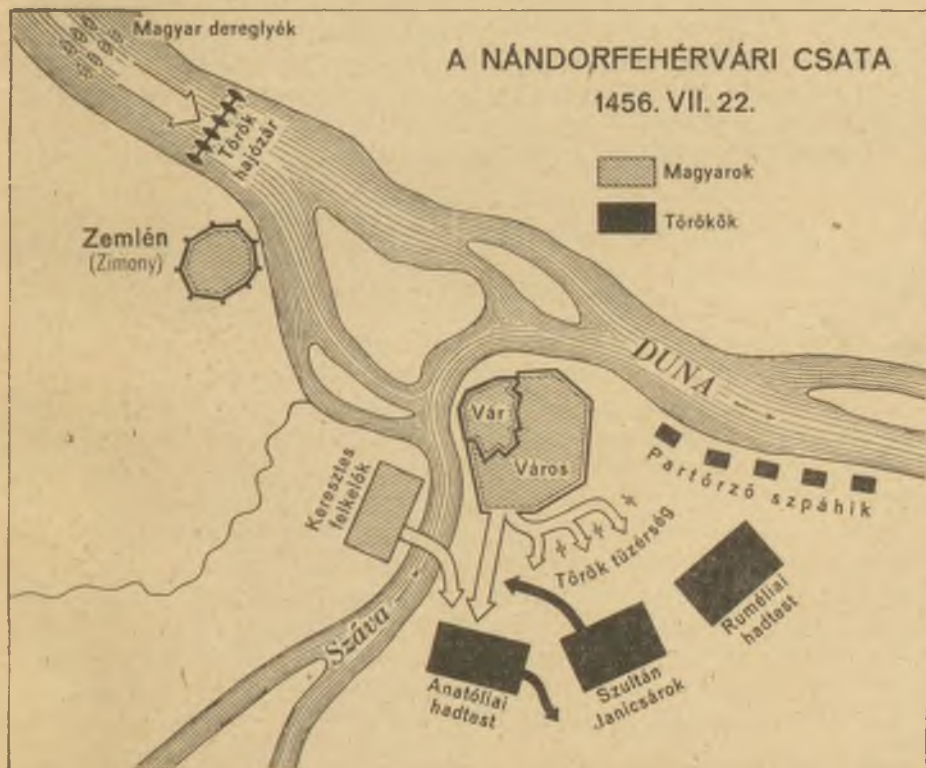 Magyar dereglyék
A NÁNDORFEHÉRVÁRI CSATA
1456. VII. 22.
Török
hajózár
Magyarok
Törökök
Zemlén
(Zimony)
DUNA
Vár
Város
Keresztes
felkelők
Partőrző szpáhik
Török tüzérség
Ruméliai
hadtest
Száva
Anatóliai
hadtest
Szultán
Janicsárok